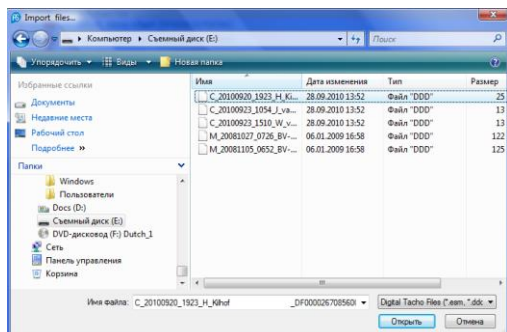 Import files...
Компьютер ▸ Съемный диск (E:)
Поиск
Упорядочить Виды Новая папка
Избранные ссылки
Документы
Недавние места
Рабочий стол
Подробнее »
Папки
Windows
Пользователи
Docs (D:)
Съемный диск (E:)
DVD-дисковод (F:) Dutch_1
Сеть
Панель управления
Корзина
Имя Дата изменения Тип Размер
C_20100920_1923_H_Ki... 28.09.2010 13:52 Файл "DDD" 25
C_20100923_1054_J_va... 28.09.2010 13:52 Файл "DDD" 13
C_20100923_1510_W_v... 28.09.2010 13:52 Файл "DDD" 13
M_20081027_0726_BV-... 06.01.2009 16:58 Файл "DDD" 122
M_20081105_0652_BV-... 06.01.2009 16:58 Файл "DDD" 125
Имя файла: C_20100920_1923_H_Kilhof _DF000026708560I Digital Tacho Files (*.esm, *.ddc
Открыть Отмена